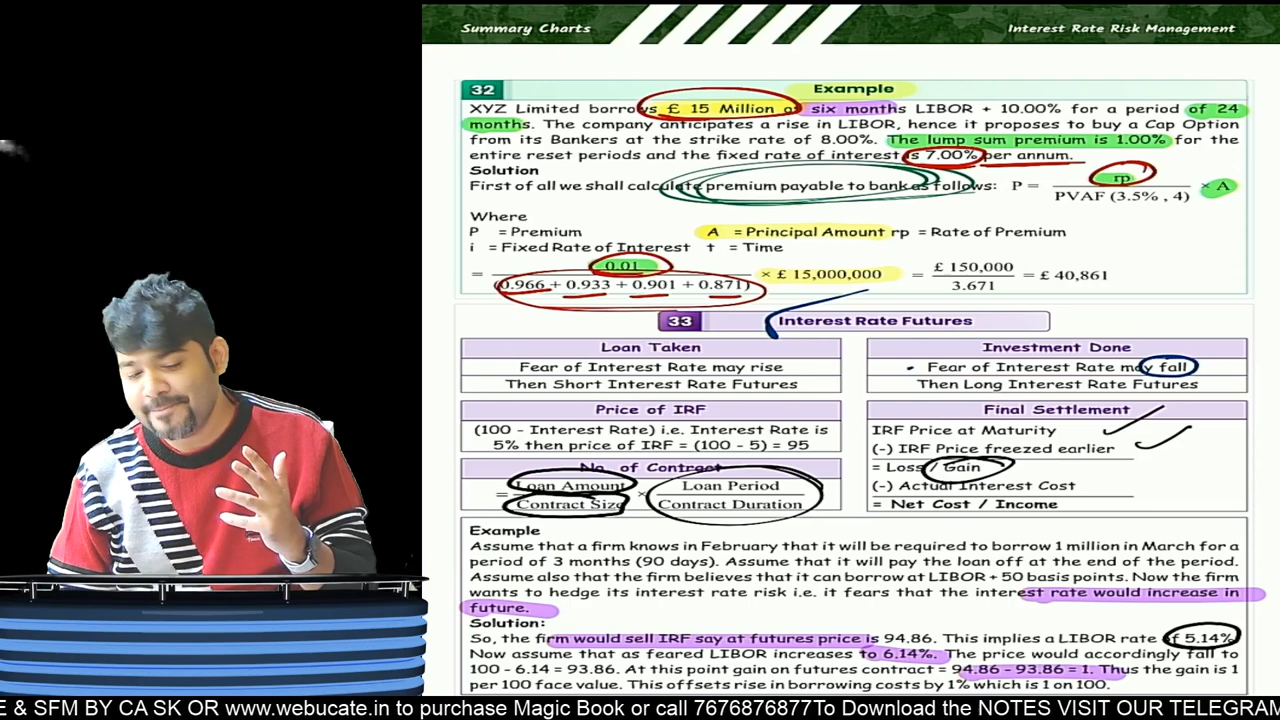 Summary Charts
Interest Rate Risk Management
32
Example
XYZ Limited borrows £ 15 Million at six months LIBOR + 10.00% for a period of 24
months. The company anticipates a rise in LIBOR, hence it proposes to buy a Cap Option
from its Bankers at the strike rate of 8.00%. The lump sum premium is 1.00% for the
entire reset periods and the fixed rate of interest is 7.00% per annum.
Solution
First of all we shall calculate premium payable to bank as follows: P = rp / PVAF (3.5% , 4) × A
Where
P = Premium A = Principal Amount rp = Rate of Premium
i = Fixed Rate of Interest t = Time
= 0.01 / (0.966 + 0.933 + 0.901 + 0.871) × £ 15,000,000 = £ 150,000 / 3.671 = £ 40,861
33
Interest Rate Futures
Loan Taken
Fear of Interest Rate may rise
Then Short Interest Rate Futures
Investment Done
Fear of Interest Rate may fall
Then Long Interest Rate Futures
Price of IRF
(100 - Interest Rate) i.e. Interest Rate is
5% then price of IRF = (100 - 5) = 95
Final Settlement
IRF Price at Maturity
(-) IRF Price freezed earlier
= Loss / Gain
(-) Actual Interest Cost
= Net Cost / Income
No. of Contract
= Loan Amount / Contract Size × Loan Period / Contract Duration
Example
Assume that a firm knows in February that it will be required to borrow 1 million in March for a
period of 3 months (90 days). Assume that it will pay the loan off at the end of the period.
Assume also that the firm believes that it can borrow at LIBOR + 50 basis points. Now the firm
wants to hedge its interest rate risk i.e. it fears that the interest rate would increase in
future.
Solution:
So, the firm would sell IRF say at futures price is 94.86. This implies a LIBOR rate of 5.14%.
Now assume that as feared LIBOR increases to 6.14%. The price would accordingly fall to
100 - 6.14 = 93.86. At this point gain on futures contract = 94.86 - 93.86 = 1. Thus the gain is 1
per 100 face value. This offsets rise in borrowing costs by 1% which is 1 on 100.
E & SFM BY CA SK OR www.webucate.in to purchase Magic Book or call 7676876877To Download the NOTES VISIT OUR TELEGRAM